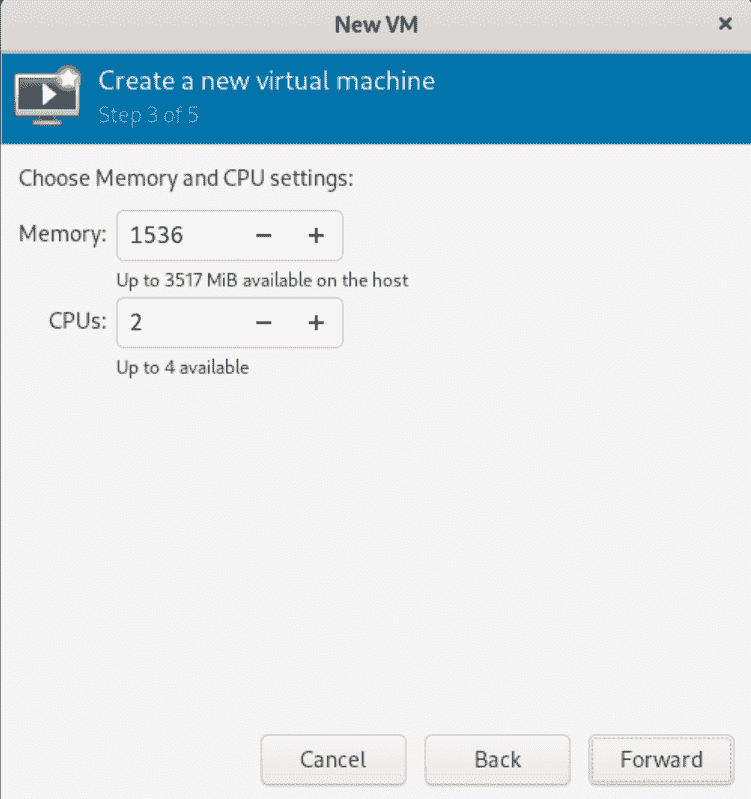 New VM
Create a new virtual machine
Step 3 of 5
Choose Memory and CPU settings:
Memory: 1536 − +
Up to 3517 MiB available on the host
CPUs: 2 − +
Up to 4 available
Cancel Back Forward